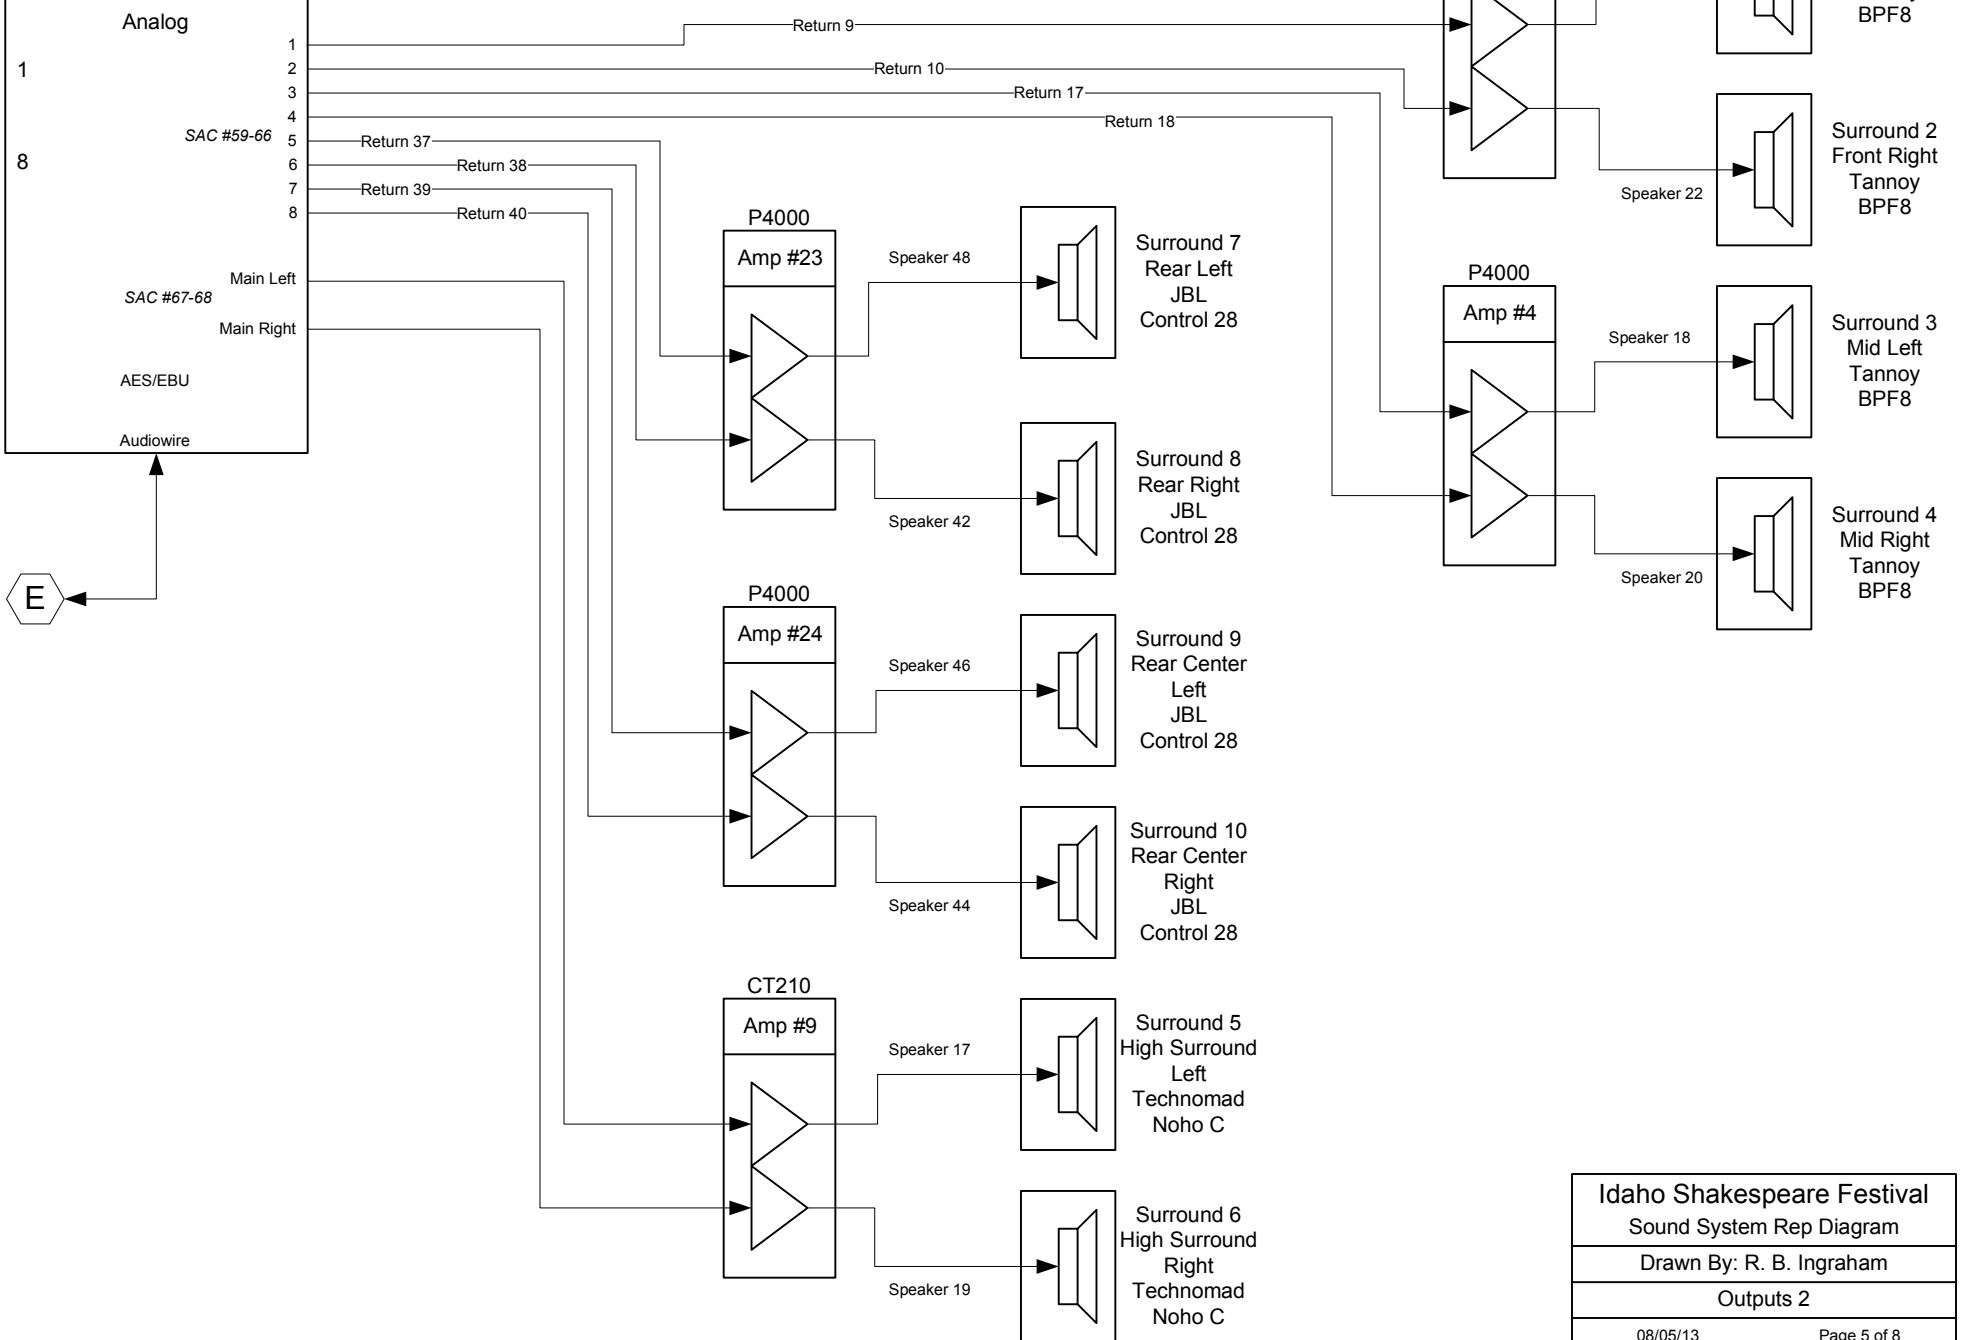 Analog
1
8
SAC #59-66
1
2
3
4
5
6
7
8
Return 9
Return 10
Return 17
Return 18
Return 37
Return 38
Return 39
Return 40
Main Left
SAC #67-68
Main Right
AES/EBU
Audiowire
E
P4000
Amp #23
Speaker 48
Surround 7
Rear Left
JBL
Control 28
Speaker 42
Surround 8
Rear Right
JBL
Control 28
P4000
Amp #24
Speaker 46
Surround 9
Rear Center
Left
JBL
Control 28
Speaker 44
Surround 10
Rear Center
Right
JBL
Control 28
CT210
Amp #9
Speaker 17
Surround 5
High Surround
Left
Technomad
Noho C
Speaker 19
Surround 6
High Surround
Right
Technomad
Noho C
BPF8
Speaker 22
Surround 2
Front Right
Tannoy
BPF8
P4000
Amp #4
Speaker 18
Surround 3
Mid Left
Tannoy
BPF8
Speaker 20
Surround 4
Mid Right
Tannoy
BPF8
Idaho Shakespeare Festival
Sound System Rep Diagram
Drawn By: R. B. Ingraham
Outputs 2
08/05/13 Page 5 of 8